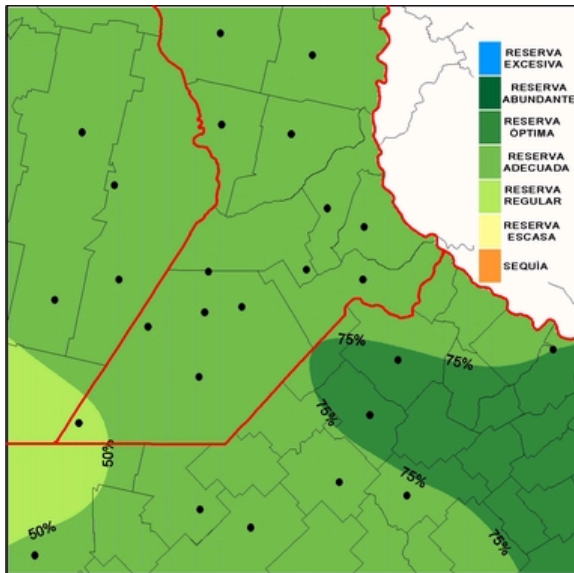 RESERVA
EXCESIVA
RESERVA
ABUNDANTE
RESERVA
ÓPTIMA
RESERVA
ADECUADA
RESERVA
REGULAR
RESERVA
ESCASA
SEQUÍA
75%
75%
75%
50%
75%
50%
75%